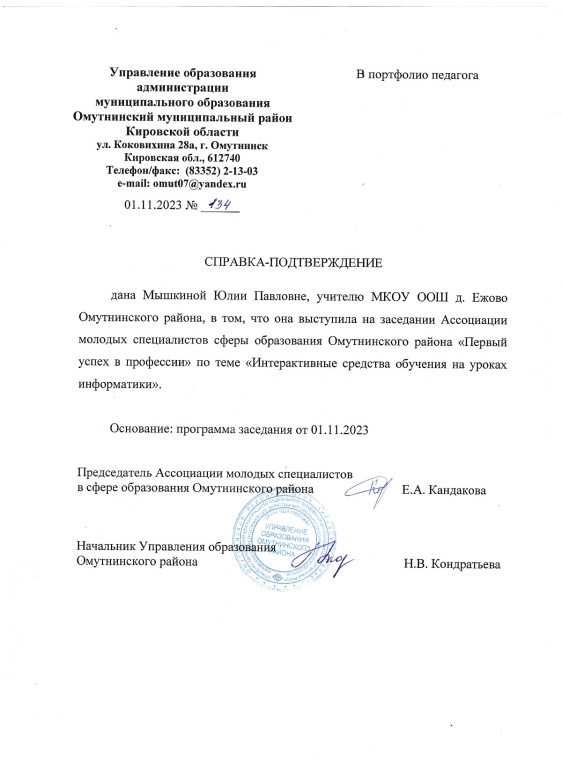 Управление образования
администрации
муниципального образования
Омутнинский муниципальный район
Кировской области
ул. Коковихина 28а, г. Омутнинск
Кировская обл., 612740
Телефон/факс: (83352) 2-13-03
e-mail: omut07@yandex.ru
01.11.2023 № 134
В портфолио педагога
СПРАВКА-ПОДТВЕРЖДЕНИЕ
дана Мышкиной Юлии Павловне, учителю МКОУ ООШ д. Ежово
Омутнинского района, в том, что она выступила на заседании Ассоциации
молодых специалистов сферы образования Омутнинского района «Первый
успех в профессии» по теме «Интерактивные средства обучения на уроках
информатики».
Основание: программа заседания от 01.11.2023
Председатель Ассоциации молодых специалистов
в сфере образования Омутнинского района Е.А. Кандакова
УПРАВЛЕНИЕ
ОБРАЗОВАНИЯ
ОМУТНИНСКОГО
РАЙОНА
Начальник Управления образования
Омутнинского района Н.В. Кондратьева